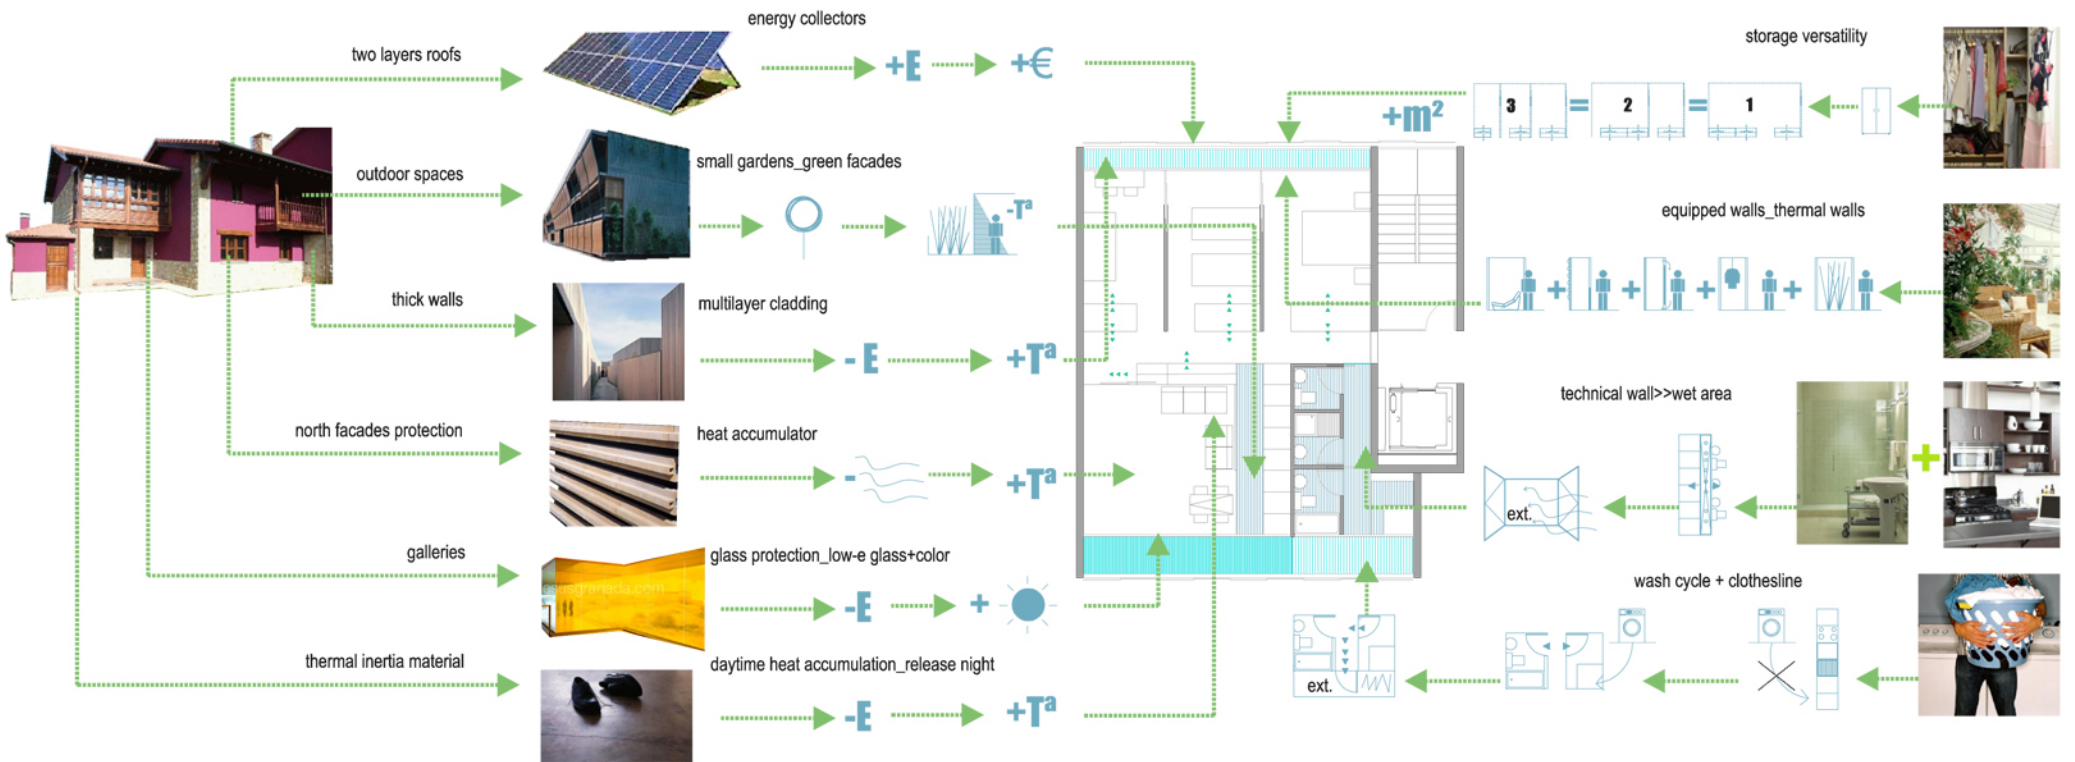 energy collectors
two layers roofs
+E
+€
storage versatility
+m²
3
=
2
=
1
outdoor spaces
small gardens_green facades
-Tª
equipped walls_thermal walls
+
+
+
+
thick walls
multilayer cladding
- E
+Tª
technical wall>>wet area
north facades protection
heat accumulator
-
+Tª
+
ext.
galleries
glass protection_low-e glass+color
susgranada.com
-E
+
wash cycle + clothesline
thermal inertia material
daytime heat accumulation_release night
-E
+Tª
ext.